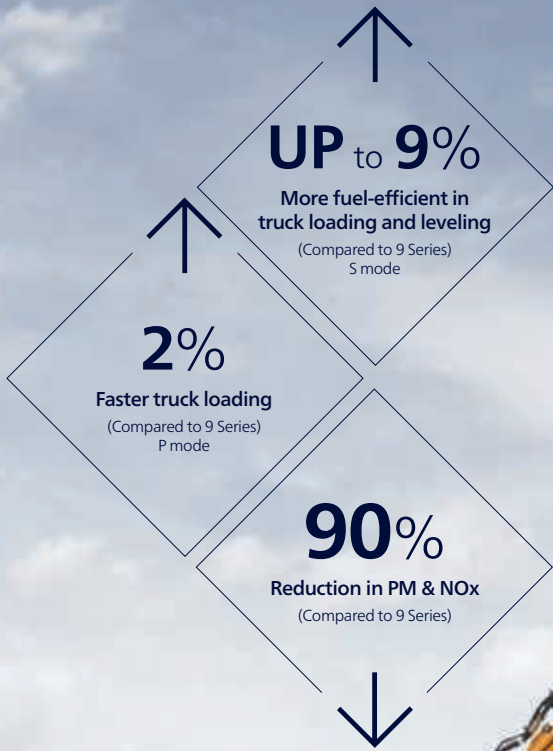 UP to 9%
More fuel-efficient in
truck loading and leveling
(Compared to 9 Series)
S mode
2%
Faster truck loading
(Compared to 9 Series)
P mode
90%
Reduction in PM & NOx
(Compared to 9 Series)